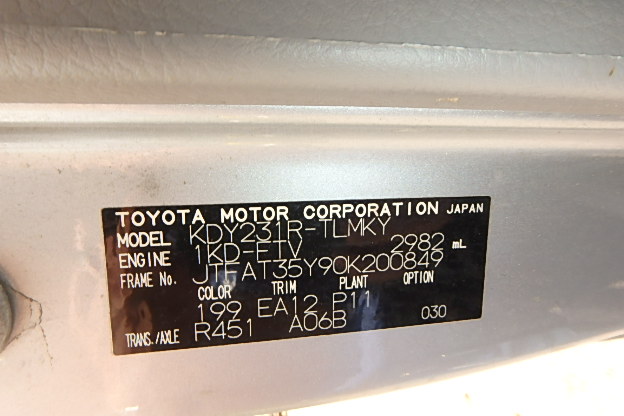 TOYOTA MOTOR CORPORATION JAPAN
MODEL KDY231R-TLMKY
ENGINE 1KD-FTV 2982 mL
FRAME No. JTFAT35Y90K200849
COLOR TRIM PLANT OPTION
199 EA12 P11
TRANS./AXLE R451 A06B 030